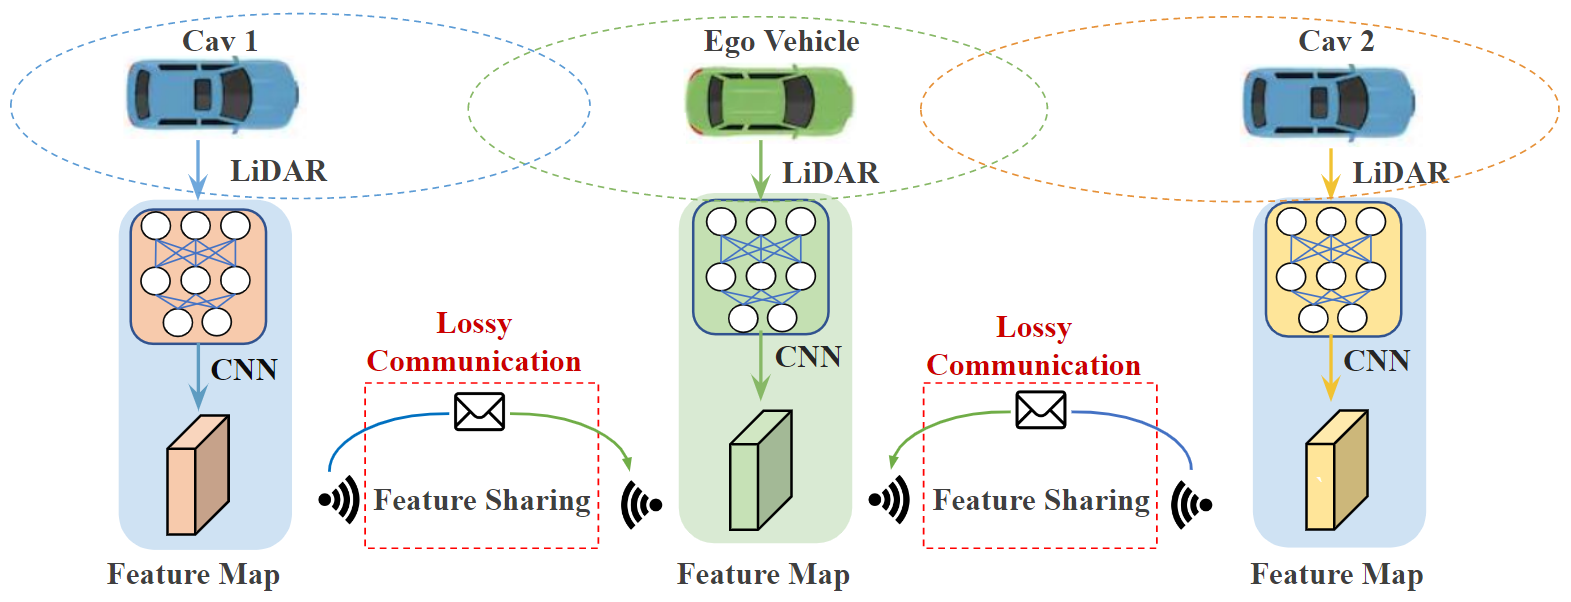 Cav 1
Ego Vehicle
Cav 2
LiDAR
LiDAR
LiDAR
Lossy
Communication
Lossy
Communication
CNN
CNN
CNN
Feature Sharing
Feature Sharing
Feature Map
Feature Map
Feature Map